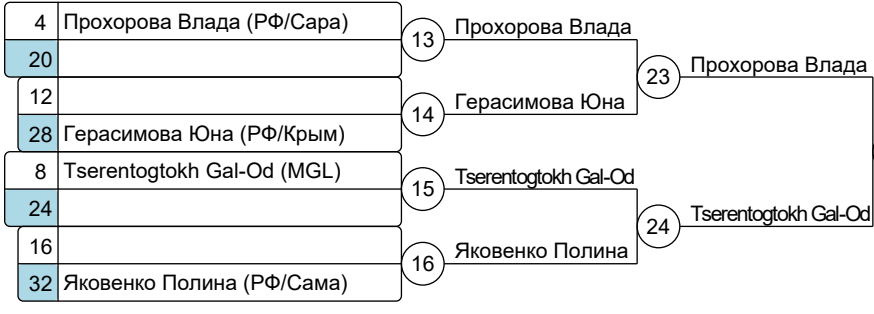 4 Прохорова Влада (РФ/Сара)
20
12
28 Герасимова Юна (РФ/Крым)
8 Tserentogtokh Gal-Od (MGL)
24
16
32 Яковенко Полина (РФ/Сама)
13 Прохорова Влада
14 Герасимова Юна
15 Tserentogtokh Gal-Od
16 Яковенко Полина
23 Прохорова Влада
24 Tserentogtokh Gal-Od